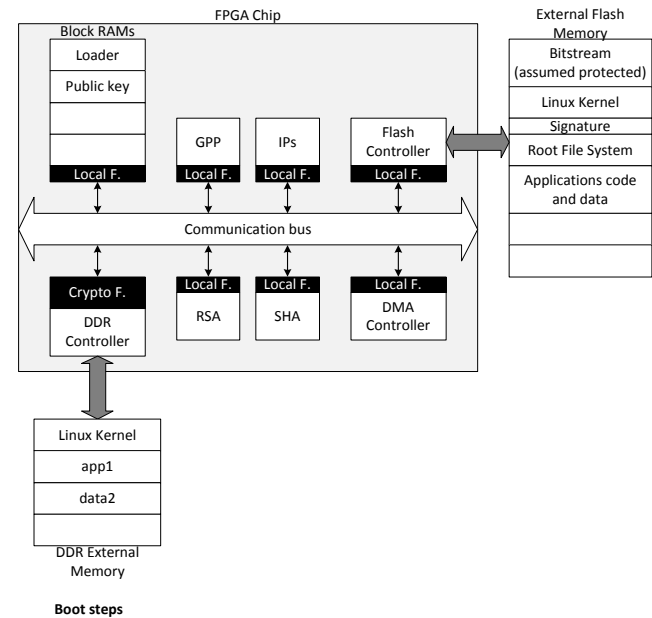 FPGA Chip
Block RAMs
Loader
Public key
Local F.
GPP
Local F.
IPs
Local F.
Flash
Controller
Local F.
External Flash
Memory
Bitstream
(assumed protected)
Linux Kernel
Signature
Root File System
Applications code
and data
Communication bus
Crypto F.
DDR
Controller
Local F.
RSA
Local F.
SHA
Local F.
DMA
Controller
Linux Kernel
app1
data2
DDR External
Memory
Boot steps